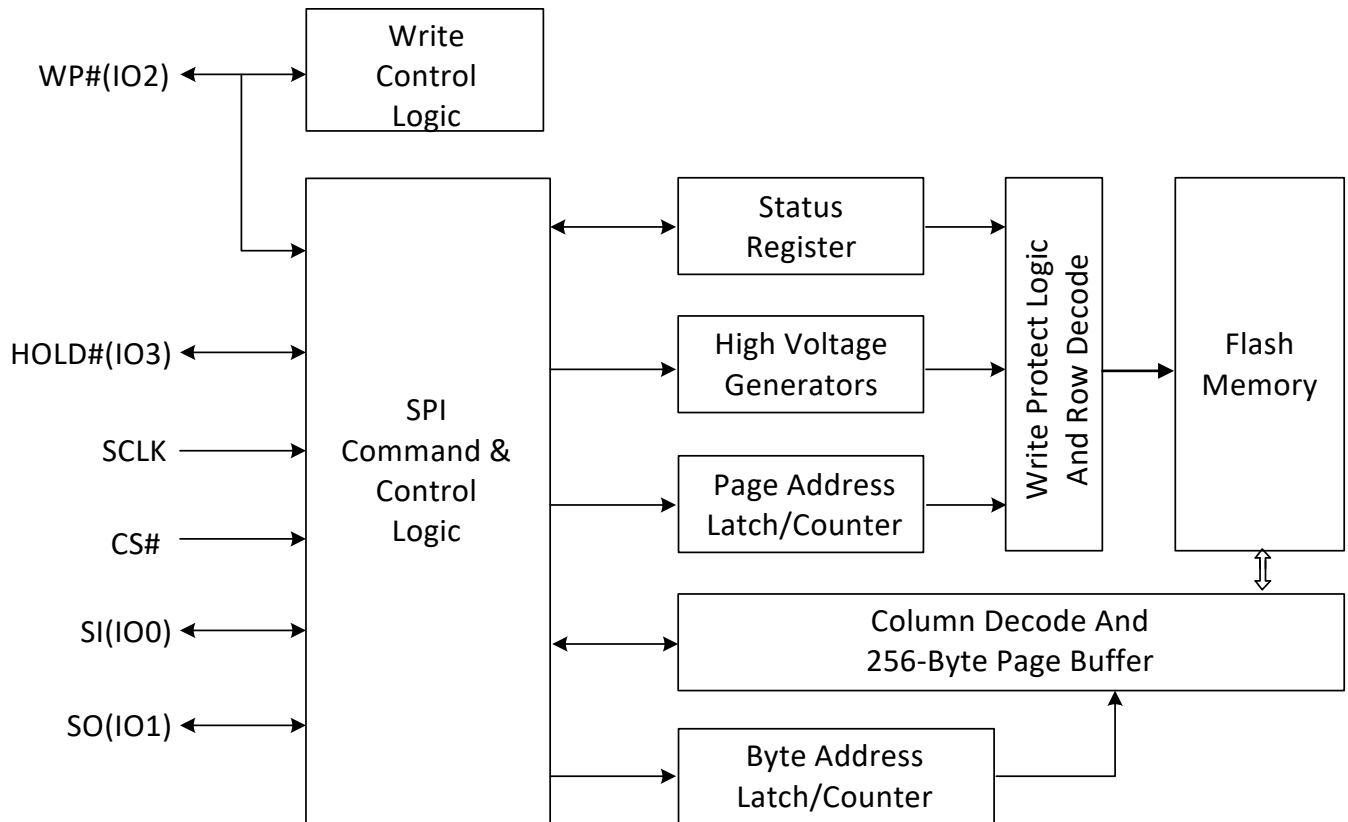 Write
Control
Logic
WP#(IO2)
HOLD#(IO3)
SCLK
CS#
SI(IO0)
SO(IO1)
SPI
Command &
Control
Logic
Status
Register
High Voltage
Generators
Page Address
Latch/Counter
Write Protect Logic
And Row Decode
Flash
Memory
Column Decode And
256-Byte Page Buffer
Byte Address
Latch/Counter